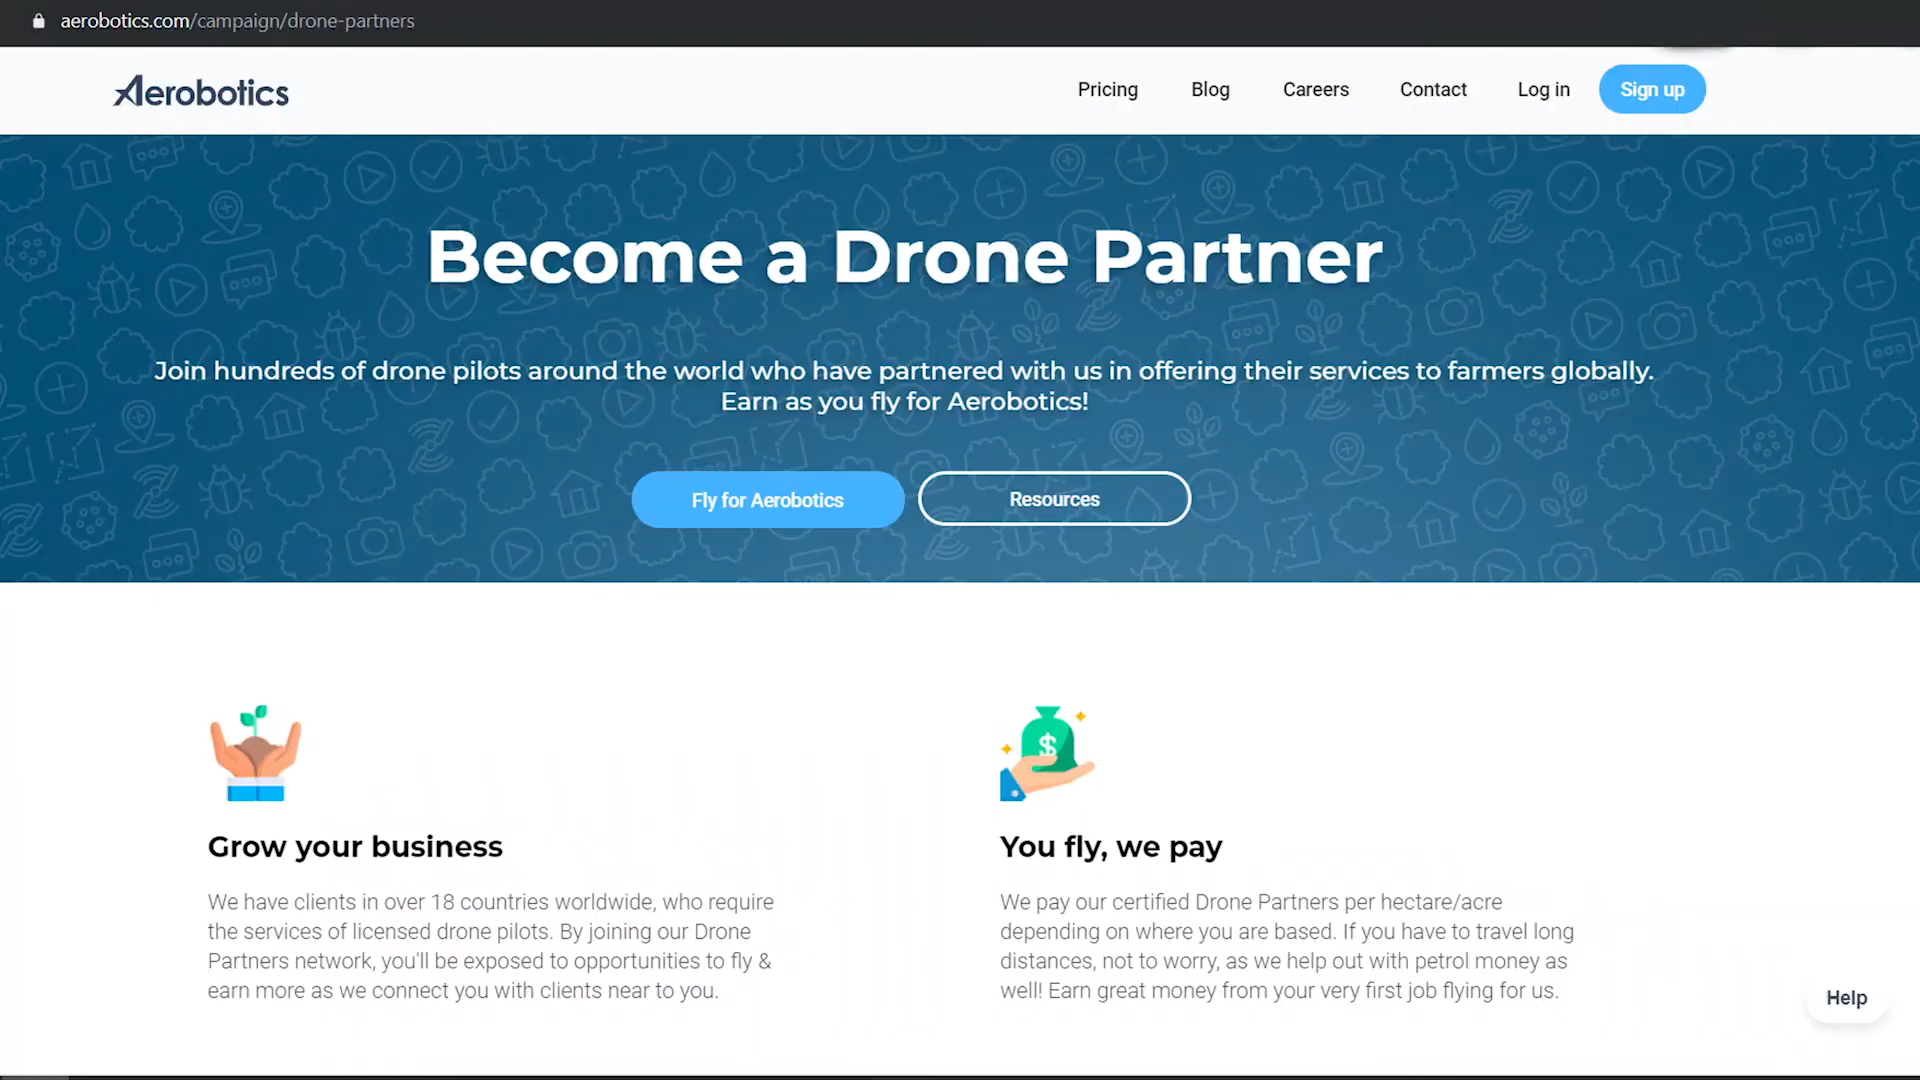 aerobotics.com/campaign/drone-partners
Aerobotics
Pricing
Blog
Careers
Contact
Log in
Sign up
Become a Drone Partner
Join hundreds of drone pilots around the world who have partnered with us in offering their services to farmers globally.
Earn as you fly for Aerobotics!
Fly for Aerobotics
Resources
$
Grow your business
We have clients in over 18 countries worldwide, who require
the services of licensed drone pilots. By joining our Drone
Partners network, you'll be exposed to opportunities to fly &
earn more as we connect you with clients near to you.
You fly, we pay
We pay our certified Drone Partners per hectare/acre
depending on where you are based. If you have to travel long
distances, not to worry, as we help out with petrol money as
well! Earn great money from your very first job flying for us.
Help